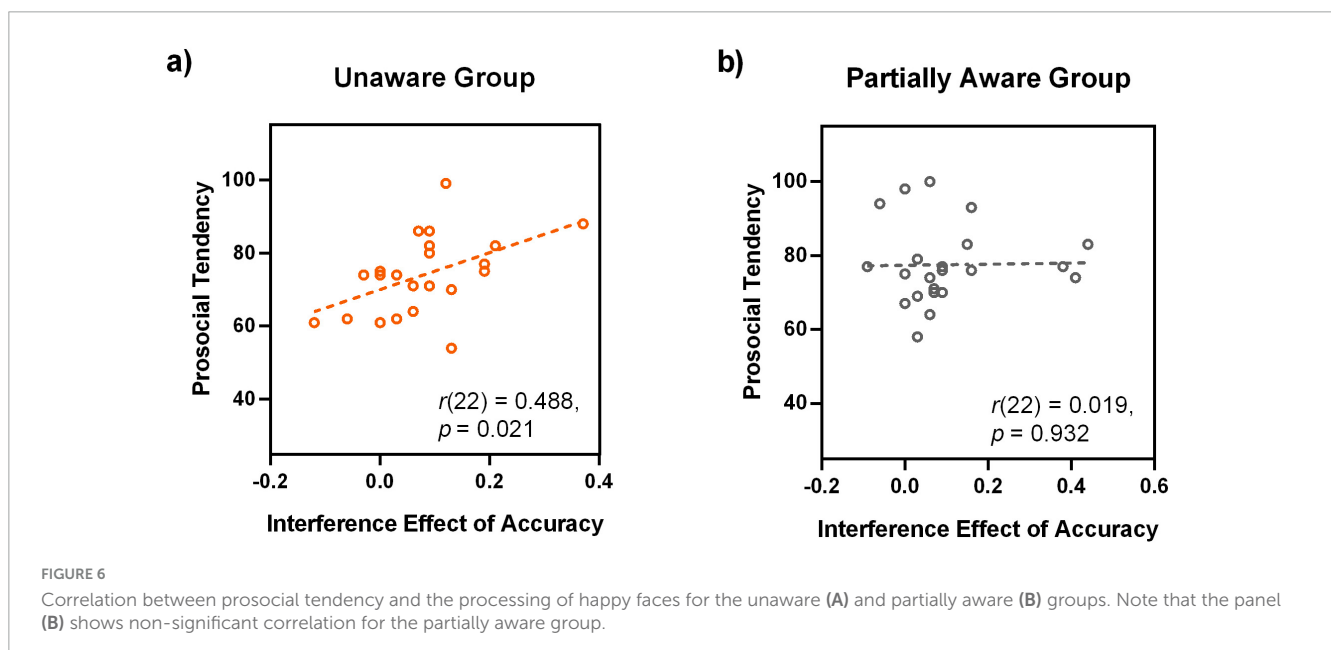 a)
Unaware Group
Prosocial Tendency
100
80
60
40
r(22) = 0.488,
p = 0.021
-0.2
0.0
0.2
0.4
Interference Effect of Accuracy
b)
Partially Aware Group
Prosocial Tendency
100
80
60
40
r(22) = 0.019,
p = 0.932
-0.2
0.0
0.2
0.4
0.6
Interference Effect of Accuracy
FIGURE 6
Correlation between prosocial tendency and the processing of happy faces for the unaware (A) and partially aware (B) groups. Note that the panel
(B) shows non-significant correlation for the partially aware group.